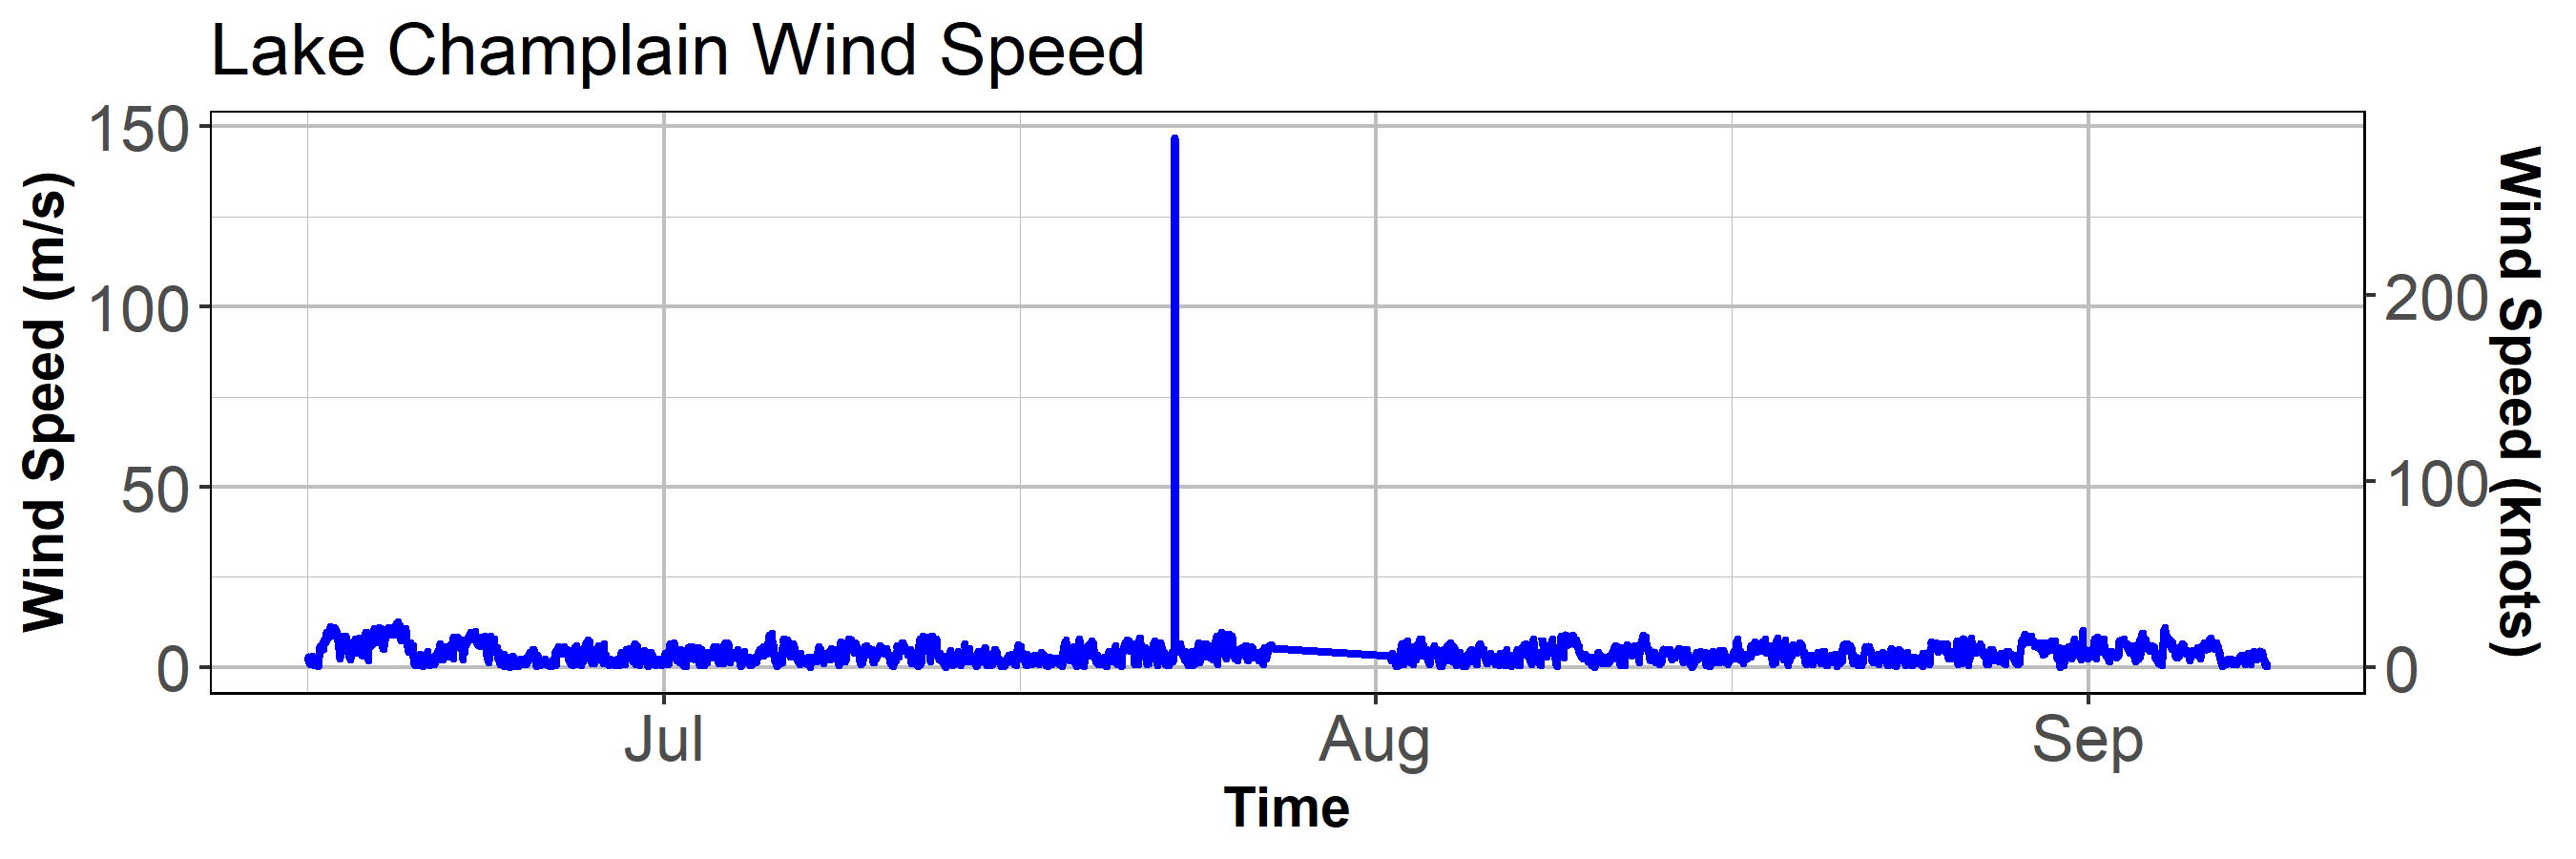 Lake Champlain Wind Speed
150
100
50
0
Wind Speed (m/s)
200
100
0
Wind Speed (knots)
Jul Aug Sep
Time